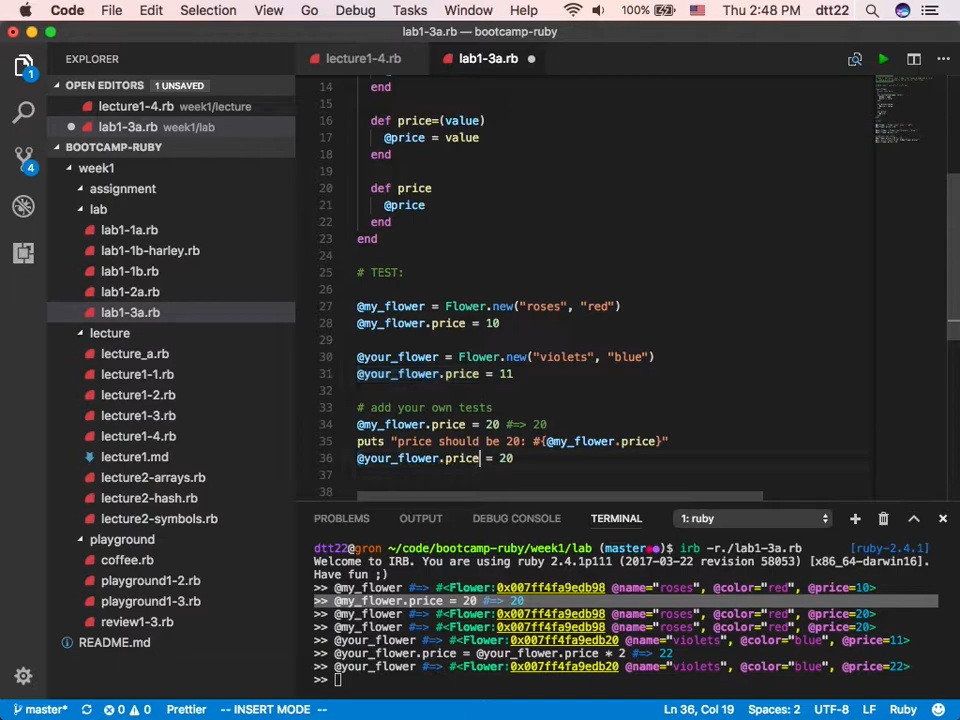 Code File Edit Selection View Go Debug Tasks Window Help 100% Thu 2:48 PM dtt22
lab1-3a.rb — bootcamp-ruby
EXPLORER
OPEN EDITORS 1 UNSAVED
lecture1-4.rb week1/lecture
lab1-3a.rb week1/lab
BOOTCAMP-RUBY
week1
assignment
lab
lab1-1a.rb
lab1-1b-harley.rb
lab1-1b.rb
lab1-2a.rb
lab1-3a.rb
lecture
lecture_a.rb
lecture1-1.rb
lecture1-2.rb
lecture1-3.rb
lecture1-4.rb
lecture1.md
lecture2-arrays.rb
lecture2-hash.rb
lecture2-symbols.rb
playground
coffee.rb
playground1-2.rb
playground1-3.rb
review1-3.rb
README.md
1
4
lecture1-4.rb lab1-3a.rb
14 end
15
16 def price=(value)
17 @price = value
18 end
19
20 def price
21 @price
22 end
23 end
24
25 # TEST:
26
27 @my_flower = Flower.new("roses", "red")
28 @my_flower.price = 10
29
30 @your_flower = Flower.new("violets", "blue")
31 @your_flower.price = 11
32
33 # add your own tests
34 @my_flower.price = 20 #=> 20
35 puts "price should be 20: #{@my_flower.price}"
36 @your_flower.price = 20
37
38
PROBLEMS OUTPUT DEBUG CONSOLE TERMINAL 1: ruby
dtt22@gron ~/code/bootcamp-ruby/week1/lab (master●●)$ irb -r./lab1-3a.rb [ruby-2.4.1]
Welcome to IRB. You are using ruby 2.4.1p111 (2017-03-22 revision 58053) [x86_64-darwin16].
Have fun ;)
>> @my_flower #=> #<Flower:0x007ff4fa9edb98 @name="roses", @color="red", @price=10>
>> @my_flower.price = 20 #=> 20
>> @my_flower #=> #<Flower:0x007ff4fa9edb98 @name="roses", @color="red", @price=20>
>> @my_flower #=> #<Flower:0x007ff4fa9edb98 @name="roses", @color="red", @price=20>
>> @your_flower #=> #<Flower:0x007ff4fa9edb20 @name="violets", @color="blue", @price=11>
>> @your_flower.price = @your_flower.price * 2 #=> 22
>> @your_flower #=> #<Flower:0x007ff4fa9edb20 @name="violets", @color="blue", @price=22>
>>
master* 0 0 Prettier -- INSERT MODE -- Ln 36, Col 19 Spaces: 2 UTF-8 LF Ruby